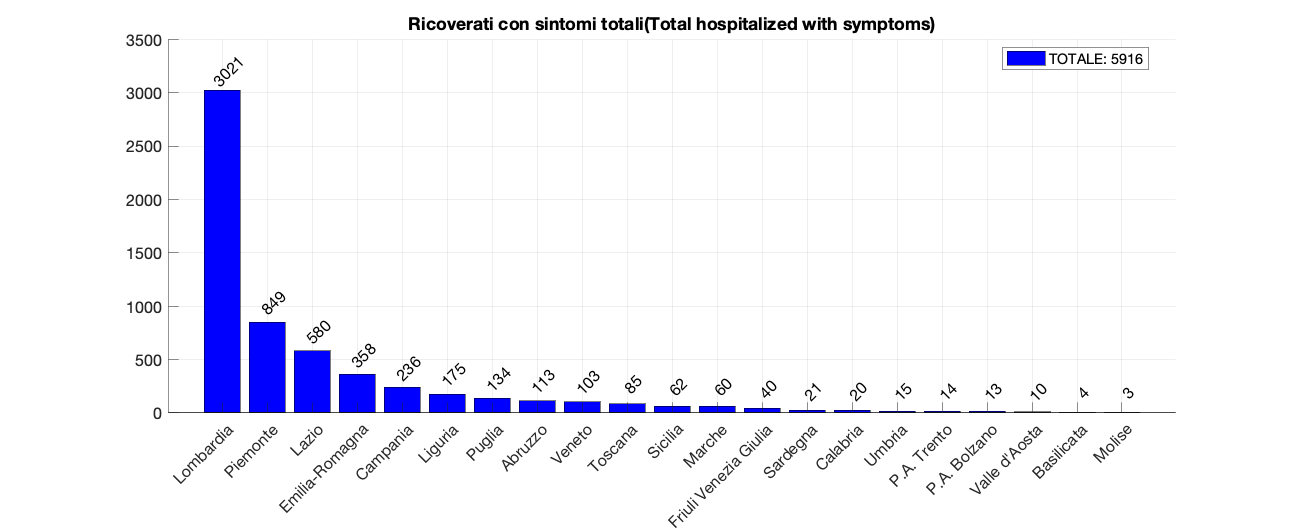 Ricoverati con sintomi totali(Total hospitalized with symptoms)
TOTALE: 5916
3500
3000
2500
2000
1500
1000
500
0
3021
849
580
358
236
175
134
113
103
85
62
60
40
21
20
15
14
13
10
4
3
Lombardia
Piemonte
Lazio
Emilia-Romagna
Campania
Liguria
Puglia
Abruzzo
Veneto
Toscana
Sicilia
Marche
Friuli Venezia Giulia
Sardegna
Calabria
Umbria
P.A. Trento
P.A. Bolzano
Valle d'Aosta
Basilicata
Molise